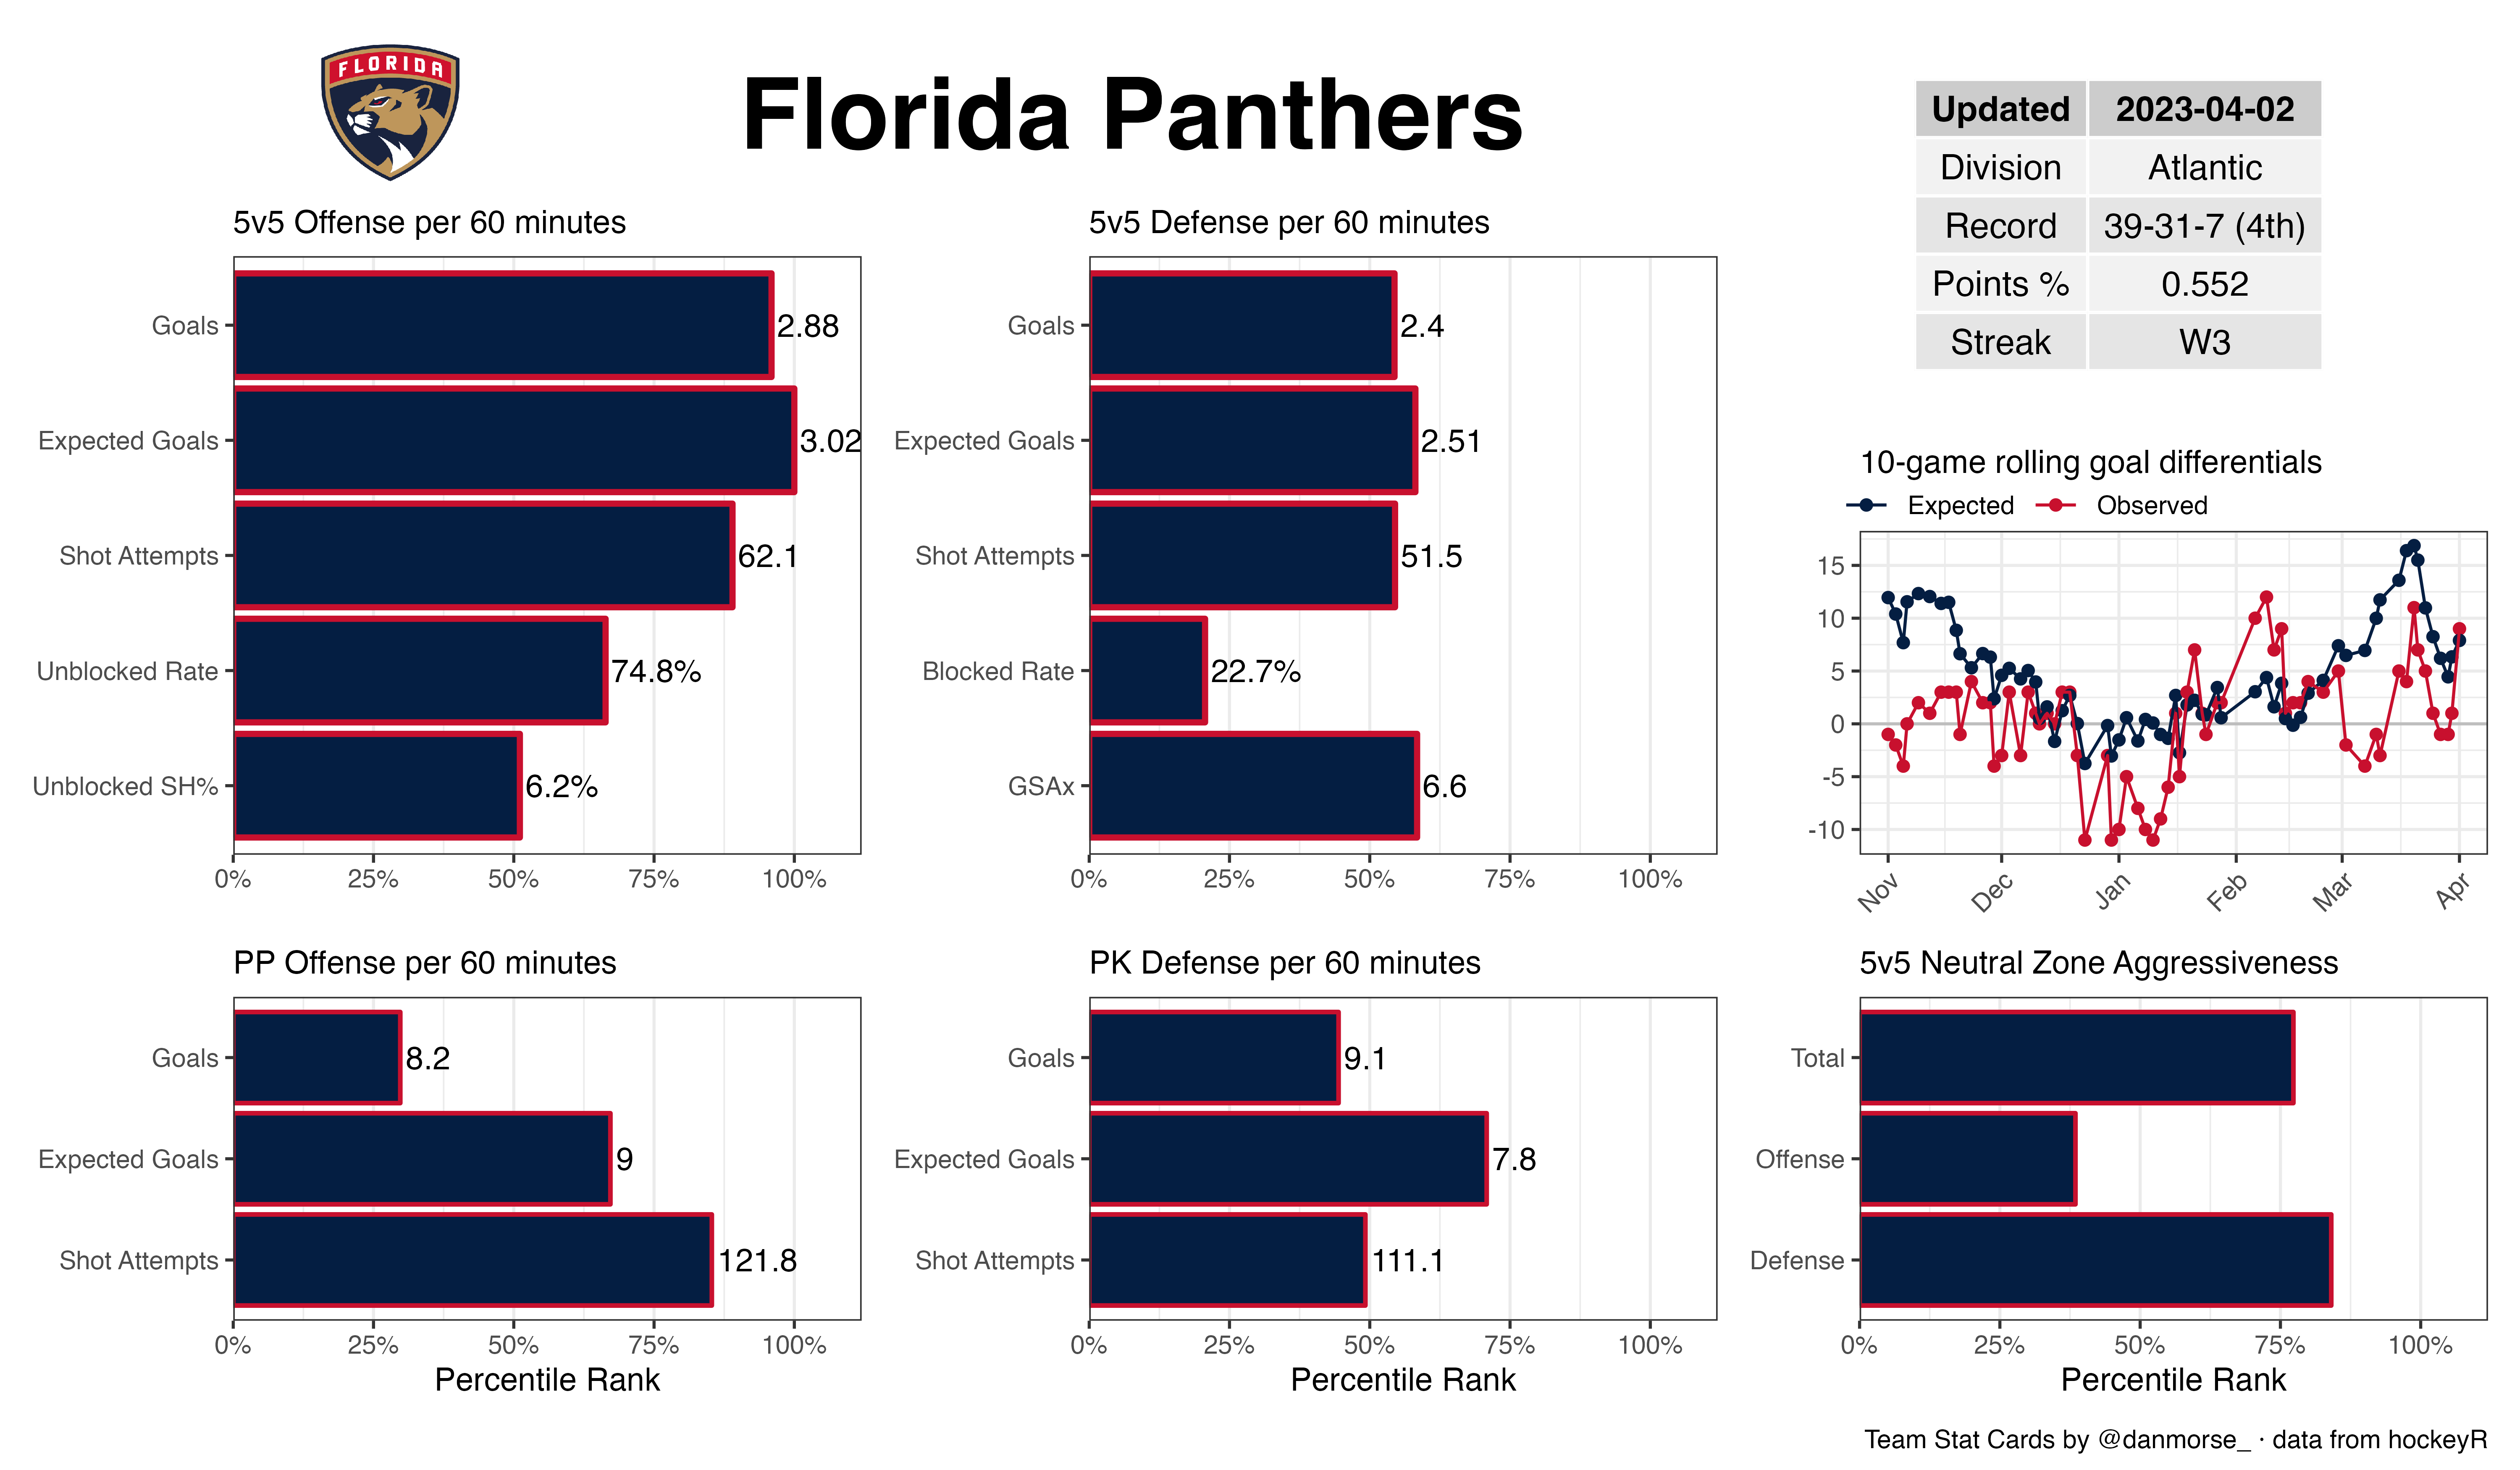 FLORIDA
Florida Panthers
Updated 2023-04-02
Division Atlantic
Record 39-31-7 (4th)
Points % 0.552
Streak W3
5v5 Offense per 60 minutes
Goals 2.88
Expected Goals 3.02
Shot Attempts 62.1
Unblocked Rate 74.8%
Unblocked SH% 6.2%
0% 25% 50% 75% 100%
5v5 Defense per 60 minutes
Goals 2.4
Expected Goals 2.51
Shot Attempts 51.5
Blocked Rate 22.7%
GSAx 6.6
0% 25% 50% 75% 100%
10-game rolling goal differentials
Expected Observed
15
10
5
0
-5
-10
Nov Dec Jan Feb Mar Apr
PP Offense per 60 minutes
Goals 8.2
Expected Goals 9
Shot Attempts 121.8
0% 25% 50% 75% 100%
Percentile Rank
PK Defense per 60 minutes
Goals 9.1
Expected Goals 7.8
Shot Attempts 111.1
0% 25% 50% 75% 100%
Percentile Rank
5v5 Neutral Zone Aggressiveness
Total
Offense
Defense
0% 25% 50% 75% 100%
Percentile Rank
Team Stat Cards by @danmorse_ · data from hockeyR